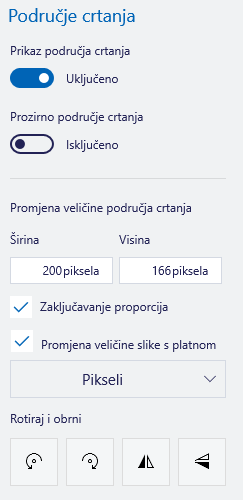 Područje crtanja
Prikaz područja crtanja
Uključeno
Prozirno područje crtanja
Isključeno
Promjena veličine područja crtanja
Širina Visina
200piksela 166piksela
Zaključavanje proporcija
Promjena veličine slike s platnom
Pikseli
Rotiraj i obrni